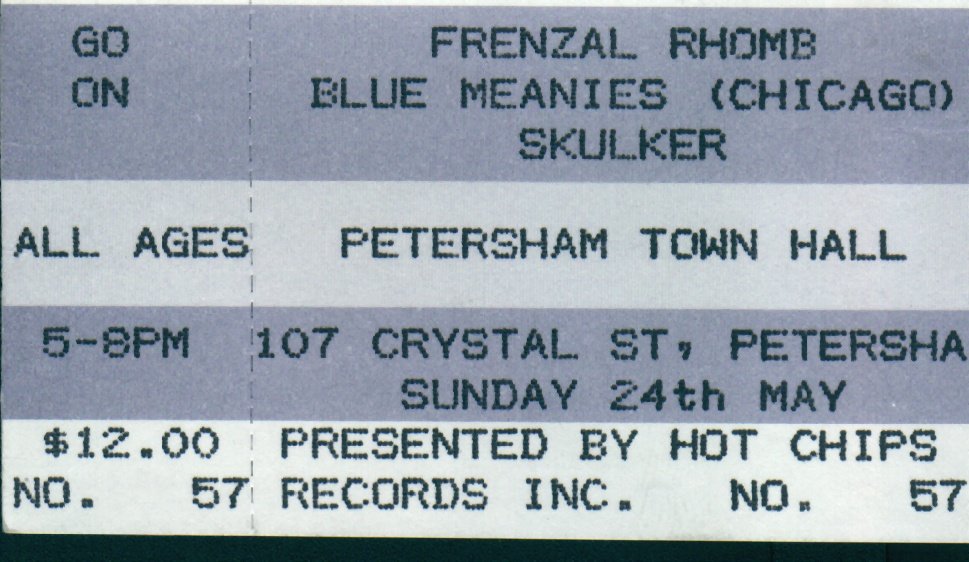 GO FRENZAL RHOMB
ON BLUE MEANIES (CHICAGO)
SKULKER
ALL AGES PETERSHAM TOWN HALL
5-8PM 107 CRYSTAL ST, PETERSHA
SUNDAY 24th MAY
$12.00 PRESENTED BY HOT CHIPS
NO. 57 RECORDS INC. NO. 57